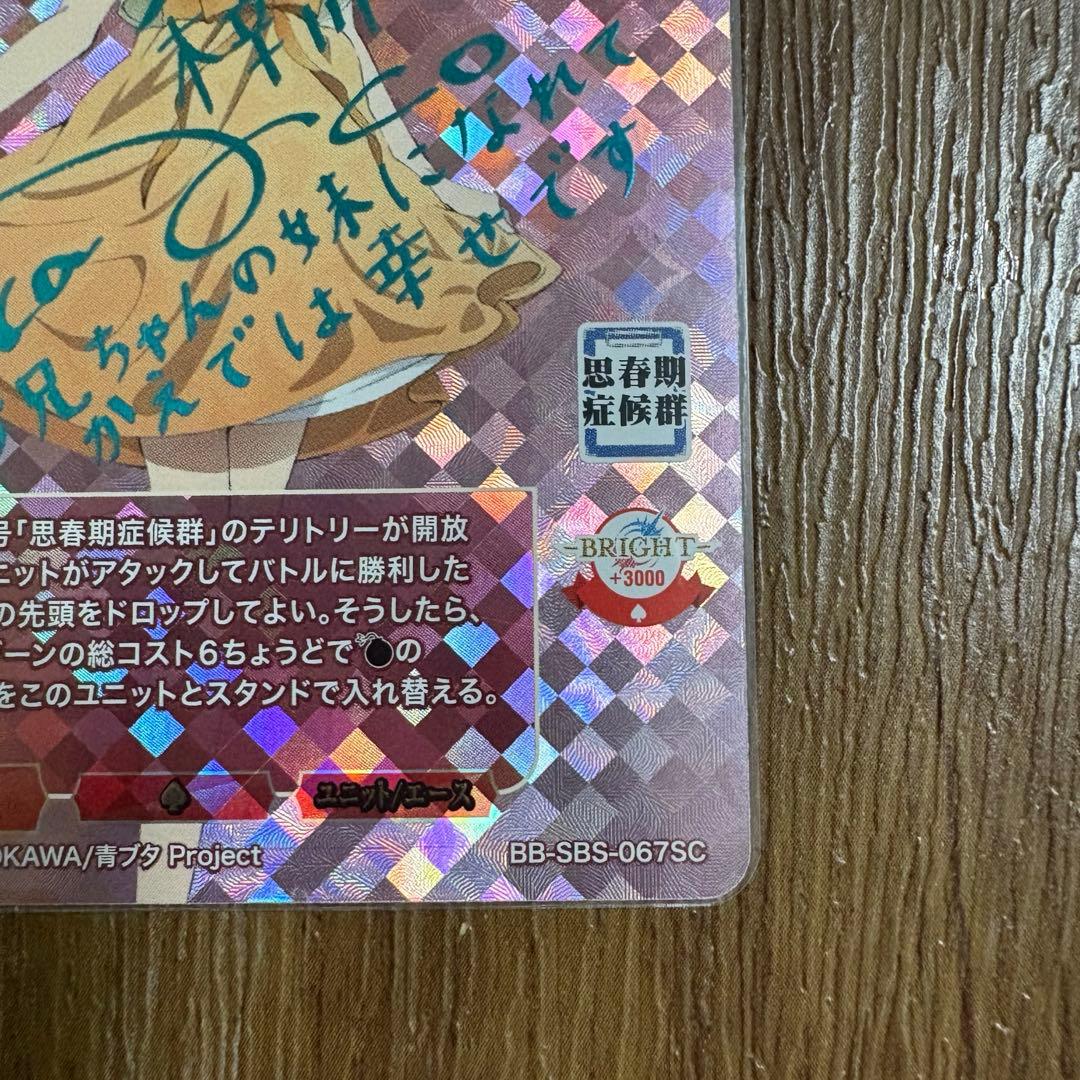 梓川
お兄ちゃんの妹になれて
かえでは幸せです
思春期
症候群
BRIGHT
+3000
号「思春期症候群」のテリトリーが開放
ニットがアタックしてバトルに勝利した
の先頭をドロップしてよい。そうしたら、
ゾーンの総コスト6ちょうどで💣の
をこのユニットとスタンドで入れ替える。
ユニット/エース
OKAWA/青ブタ Project
BB-SBS-067SC